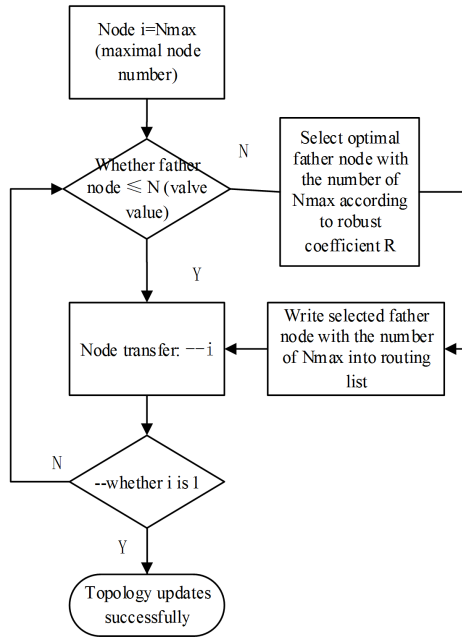 Node i=Nmax
(maximal node
number)
Whether father
node ≤ N (valve
value)
N
Select optimal
father node with
the number of
Nmax according
to robust
coefficient R
Y
Node transfer: --i
Write selected father
node with the number
of Nmax into routing
list
N
--whether i is 1
Y
Topology updates
successfully